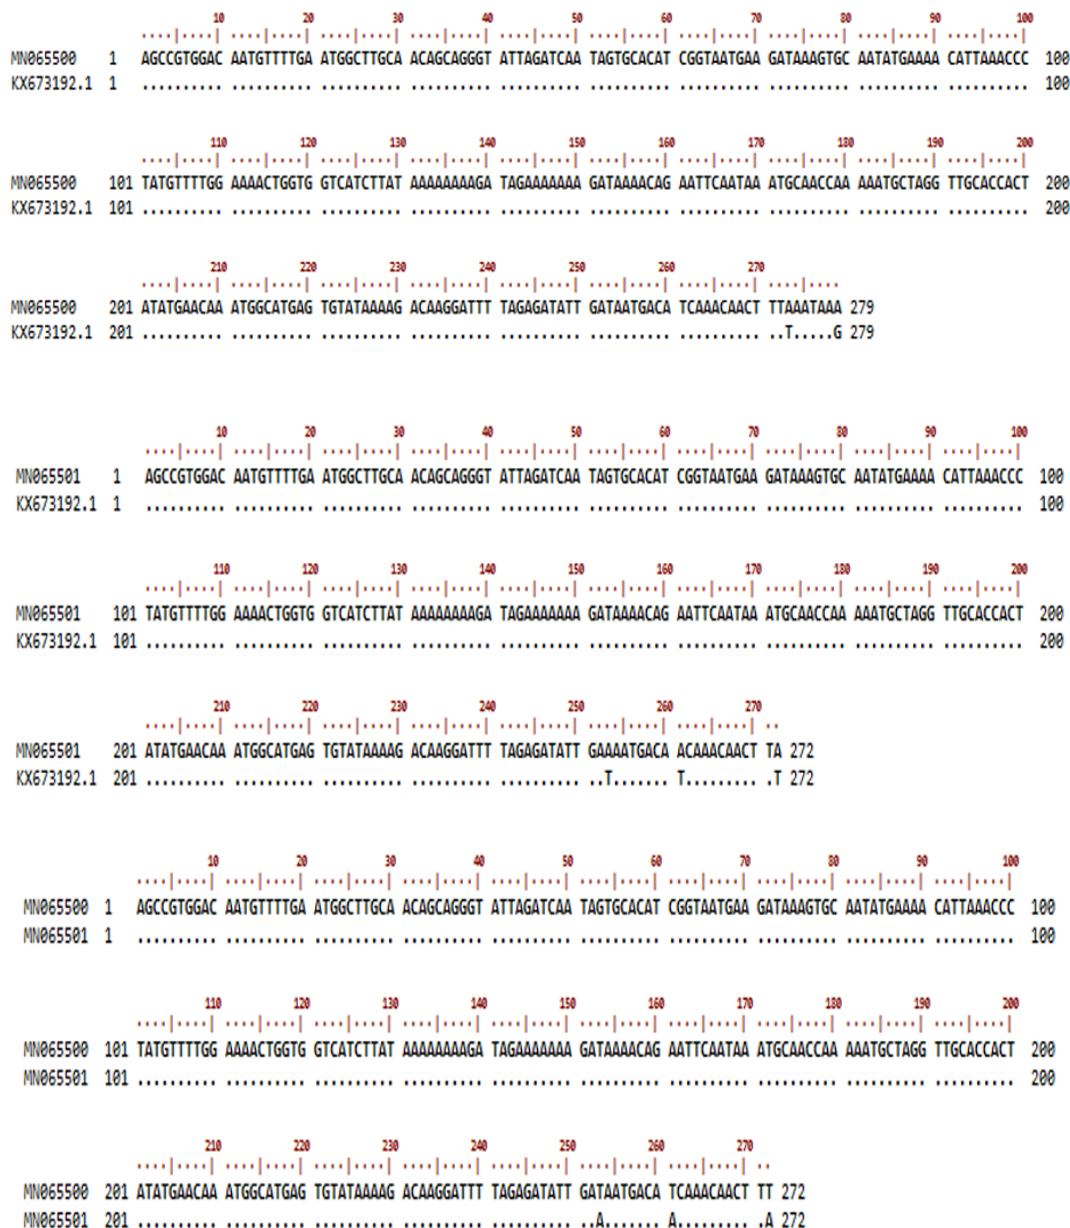 10 20 30 40 50 60 70 80 90 100
....|....| ....|....| ....|....| ....|....| ....|....| ....|....| ....|....| ....|....| ....|....| ....|....|
MN065500 1 AGCCGTGGAC AATGTTTTGA ATGGCTTGCA ACAGCAGGGT ATTAGATCAA TAGTGCACAT CGGTAATGAA GATAAAGTGC AATATGAAAA CATTAAACCC 100
KX673192.1 1 .......... .......... .......... .......... .......... .......... .......... .......... .......... .......... 100
110 120 130 140 150 160 170 180 190 200
....|....| ....|....| ....|....| ....|....| ....|....| ....|....| ....|....| ....|....| ....|....| ....|....|
MN065500 101 TATGTTTTGG AAAACTGGTG GTCATCTTAT AAAAAAAAGA TAGAAAAAAA GATAAAACAG AATTCAATAA ATGCAACCAA AAATGCTAGG TTGCACCACT 200
KX673192.1 101 .......... .......... .......... .......... .......... .......... .......... .......... .......... .......... 200
210 220 230 240 250 260 270
....|....| ....|....| ....|....| ....|....| ....|....| ....|....| ....|....| ....|....
MN065500 201 ATATGAACAA ATGGCATGAG TGTATAAAAG ACAAGGATTT TAGAGATATT GATAATGACA TCAAACAACT TTAAATAAA 279
KX673192.1 201 .......... .......... .......... .......... .......... .......... .......... ..T.....G 279
10 20 30 40 50 60 70 80 90 100
....|....| ....|....| ....|....| ....|....| ....|....| ....|....| ....|....| ....|....| ....|....| ....|....|
MN065501 1 AGCCGTGGAC AATGTTTTGA ATGGCTTGCA ACAGCAGGGT ATTAGATCAA TAGTGCACAT CGGTAATGAA GATAAAGTGC AATATGAAAA CATTAAACCC 100
KX673192.1 1 .......... .......... .......... .......... .......... .......... .......... .......... .......... .......... 100
110 120 130 140 150 160 170 180 190 200
....|....| ....|....| ....|....| ....|....| ....|....| ....|....| ....|....| ....|....| ....|....| ....|....|
MN065501 101 TATGTTTTGG AAAACTGGTG GTCATCTTAT AAAAAAAAGA TAGAAAAAAA GATAAAACAG AATTCAATAA ATGCAACCAA AAATGCTAGG TTGCACCACT 200
KX673192.1 101 .......... .......... .......... .......... .......... .......... .......... .......... .......... .......... 200
210 220 230 240 250 260 270
....|....| ....|....| ....|....| ....|....| ....|....| ....|....| ....|....| ..
MN065501 201 ATATGAACAA ATGGCATGAG TGTATAAAAG ACAAGGATTT TAGAGATATT GAAAATGACA ACAAACAACT TA 272
KX673192.1 201 .......... .......... .......... .......... .......... ..T....... T......... .T 272
10 20 30 40 50 60 70 80 90 100
....|....| ....|....| ....|....| ....|....| ....|....| ....|....| ....|....| ....|....| ....|....| ....|....|
MN065500 1 AGCCGTGGAC AATGTTTTGA ATGGCTTGCA ACAGCAGGGT ATTAGATCAA TAGTGCACAT CGGTAATGAA GATAAAGTGC AATATGAAAA CATTAAACCC 100
MN065501 1 .......... .......... .......... .......... .......... .......... .......... .......... .......... .......... 100
110 120 130 140 150 160 170 180 190 200
....|....| ....|....| ....|....| ....|....| ....|....| ....|....| ....|....| ....|....| ....|....| ....|....|
MN065500 101 TATGTTTTGG AAAACTGGTG GTCATCTTAT AAAAAAAAGA TAGAAAAAAA GATAAAACAG AATTCAATAA ATGCAACCAA AAATGCTAGG TTGCACCACT 200
MN065501 101 .......... .......... .......... .......... .......... .......... .......... .......... .......... .......... 200
210 220 230 240 250 260 270
....|....| ....|....| ....|....| ....|....| ....|....| ....|....| ....|....| ..
MN065500 201 ATATGAACAA ATGGCATGAG TGTATAAAAG ACAAGGATTT TAGAGATATT GATAATGACA TCAAACAACT TT 272
MN065501 201 .......... .......... .......... .......... .......... ..A....... A......... .A 272